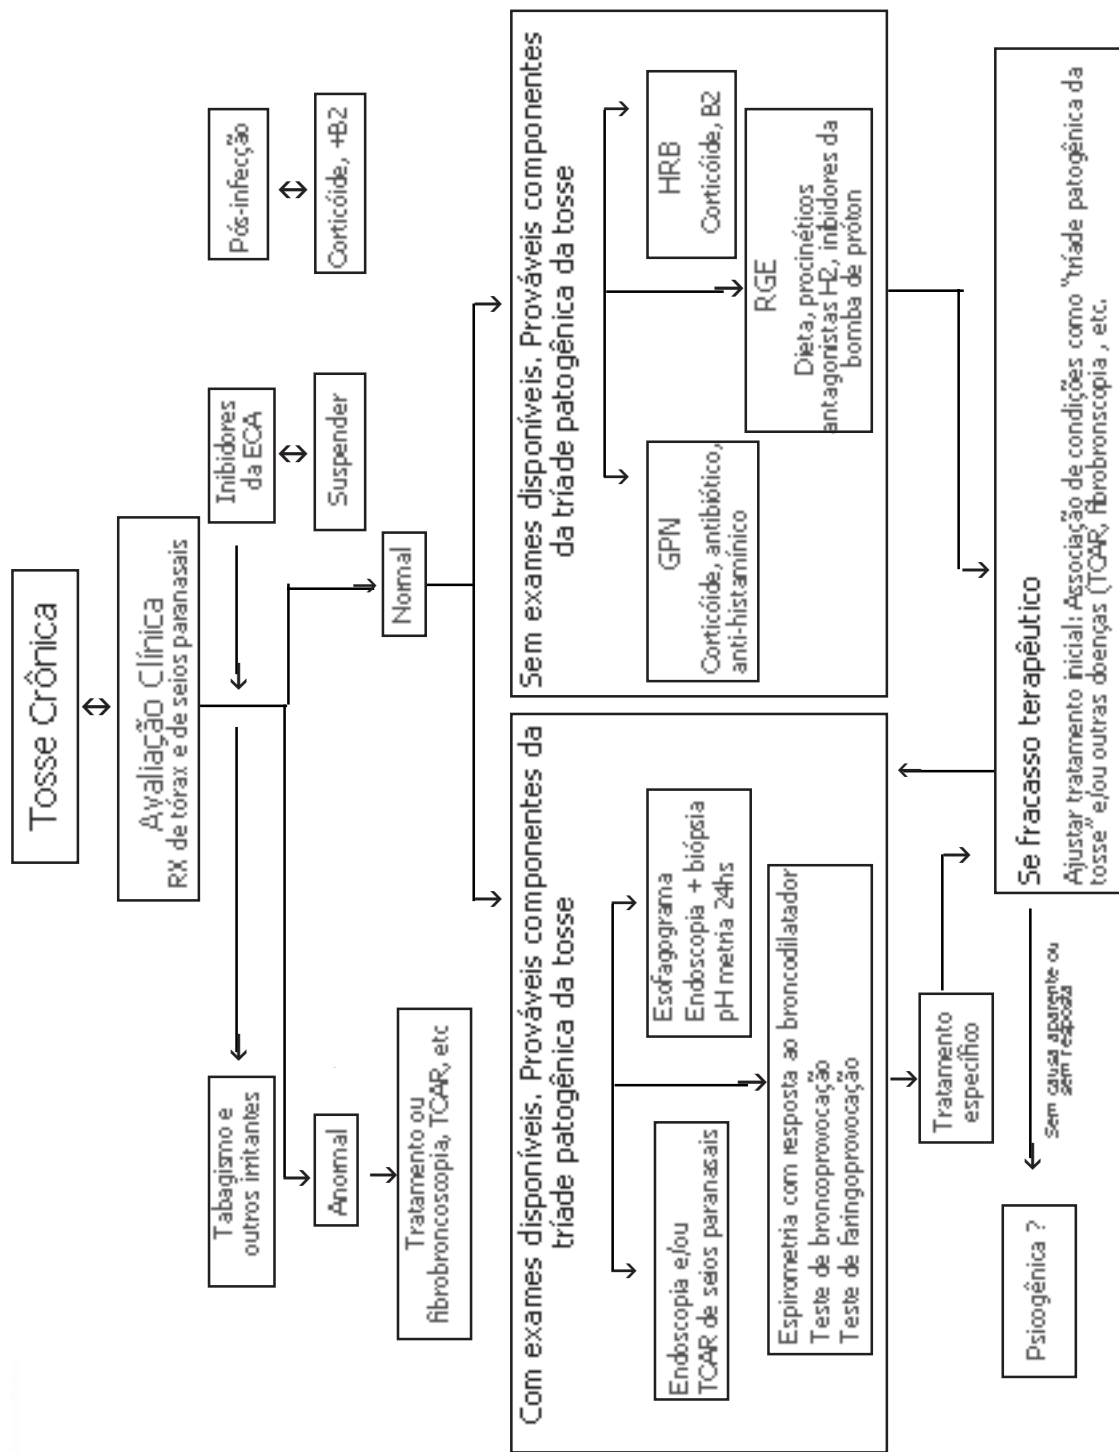 Tosse Crônica
Avaliação Clínica
RX de tórax e de seios paranasais
Tabagismo e
outros irritantes
Inibidores
da ECA
Suspender
Pós-infecção
Corticóide, +B2
Anormal
Tratamento ou
fibrobroncoscopia, TCAR, etc
Normal
Com exames disponíveis. Prováveis componentes da
tríade patogênica da tosse
Endoscopia e/ou
TCAR de seios paranasais
Esofagograma
Endoscopia + biópsia
pH metria 24hs
Espirometria com resposta ao broncodilatador
Teste de broncoprovocação
Teste de faringoprovocação
Sem exames disponíveis. Prováveis componentes
da tríade patogênica da tosse
GPN
Corticóide, antibiótico,
anti-histamínico
HRB
Corticóide, B2
RGE
Dieta, procinéticos
antagonistas H2, inibidores da
bomba de próton
Tratamento
específico
Se fracasso terapêutico
Ajustar tratamento inicial: Associação de condições como "tríade patogênica da
tosse" e/ou outras doenças (TCAR, fibrobronscopia , etc.
Sem causa aparente ou
sem resposta
Psicogênica ?